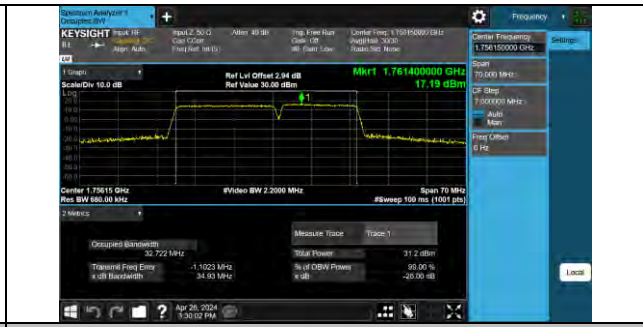 Spectrum Analyzer 1
Occupied BW
+
Frequency
KEYSIGHT Input: RF
Input Z: 50 Ω Atten: 40 dB Trig: Free Run Center Freq: 1.756150000 GHz
Align: Auto
Freq Ref: Int (S)
Gate: Off
Radio Std: None
Center Frequency
1.756150000 GHz
Settings
Span
70.000 MHz
CF Step
7.000000 MHz
Auto
Man
Freq Offset
0 Hz
1 Graph
Scale/Div 10.0 dB
Ref Lvl Offset 2.94 dB
Ref Value 30.00 dBm
Mkr1 1.761400000 GHz
17.19 dBm
Log
1
Center 1.75615 GHz
Res BW 680.00 kHz
#Video BW 2.2000 MHz
Span 70 MHz
#Sweep 100 ms (1001 pts)
2 Metrics
Measure Trace Trace 1
Occupied Bandwidth
32.722 MHz
Total Power 31.2 dBm
Transmit Freq Error -1.1023 MHz
% of OBW Power 99.00 %
x dB Bandwidth 34.93 MHz
x dB -26.00 dB
Local
?
Apr 26, 2024
3:30:02 PM